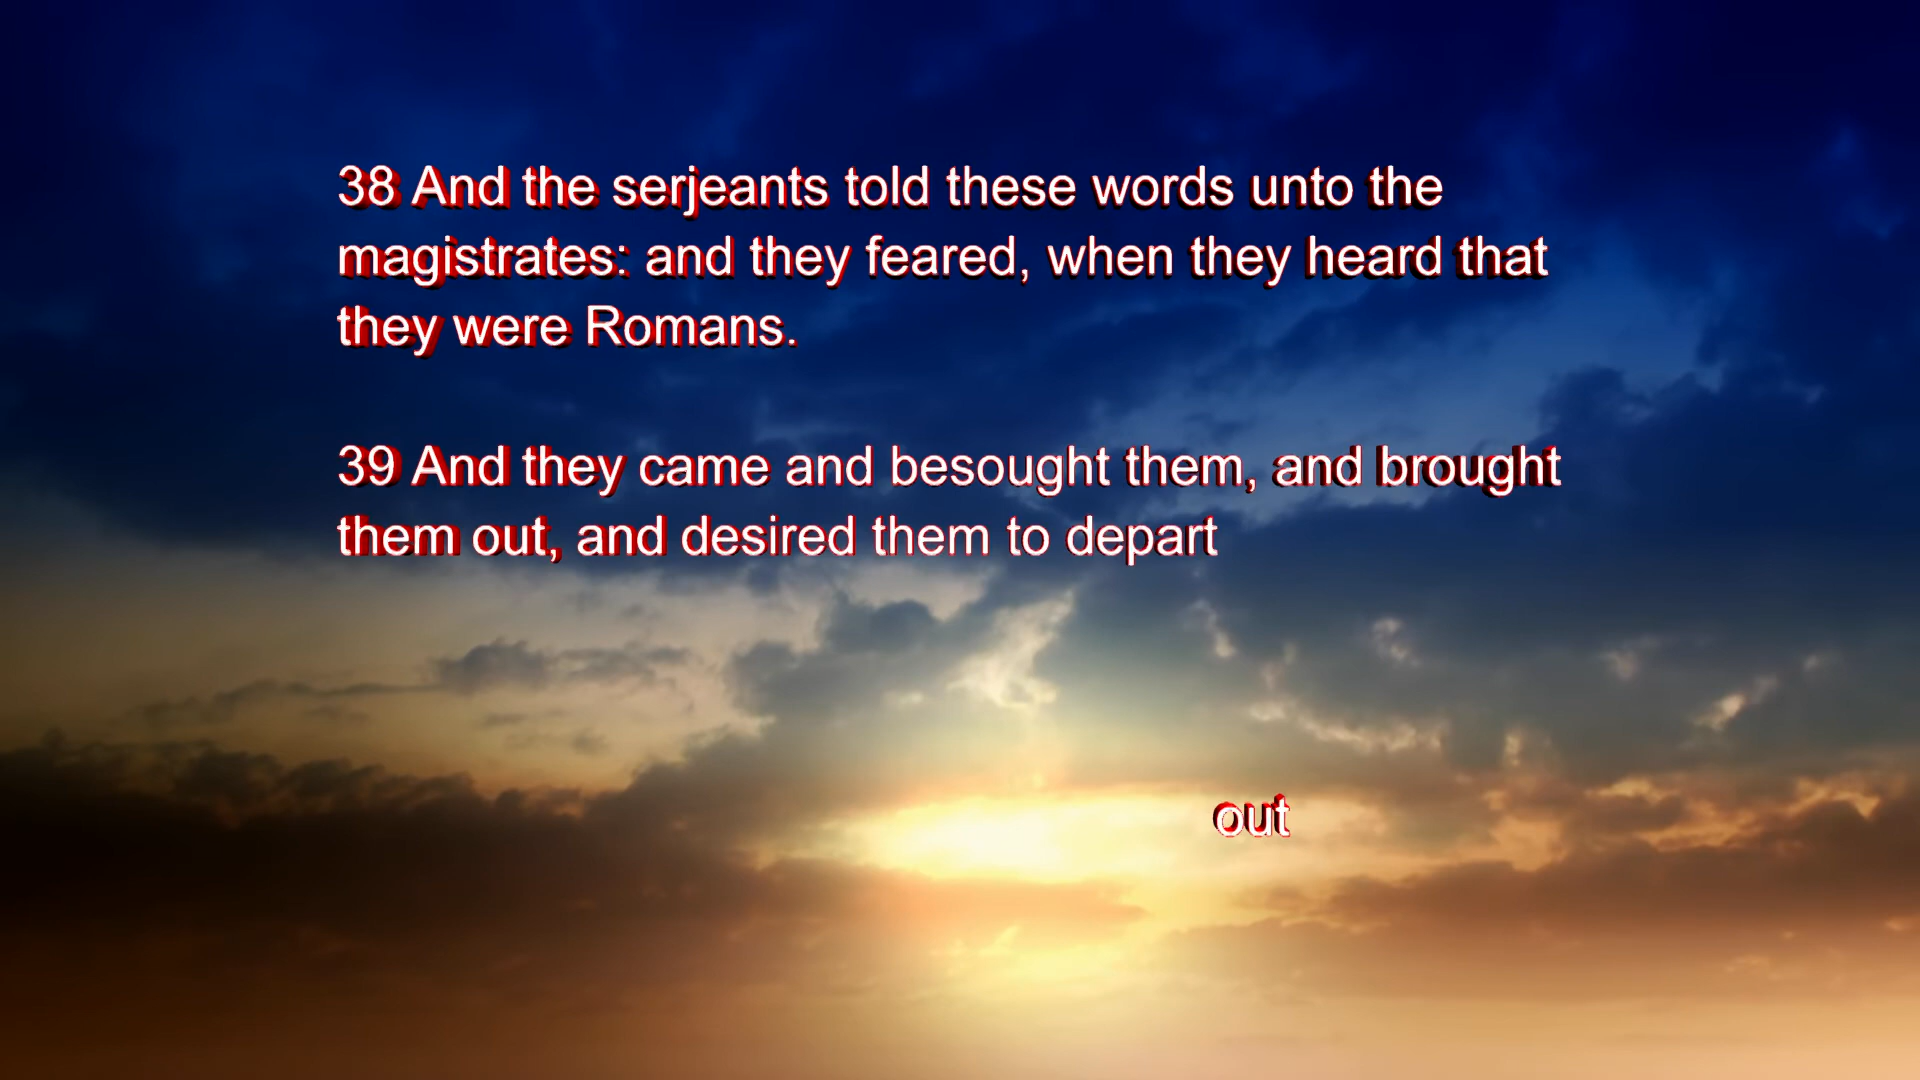 38 And the serjeants told these words unto the
magistrates: and they feared, when they heard that
they were Romans.
39 And they came and besought them, and brought
them out, and desired them to depart
out